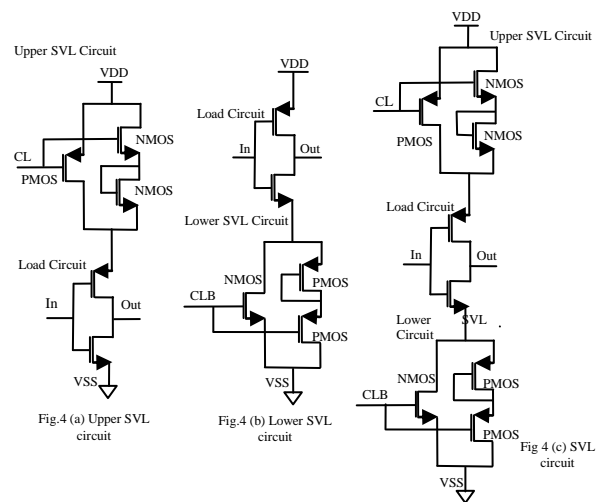 Upper SVL Circuit
VDD
NMOS
CL
PMOS
NMOS
Load Circuit
In
Out
VSS
Fig.4 (a) Upper SVL
circuit
VDD
Load Circuit
In
Out
Lower SVL Circuit
NMOS
PMOS
CLB
PMOS
VSS
Fig.4 (b) Lower SVL
circuit
VDD
Upper SVL Circuit
NMOS
CL
PMOS
NMOS
Load Circuit
In
Out
Lower SVL
Circuit
NMOS
PMOS
CLB
PMOS
VSS
Fig 4 (c) SVL
circuit